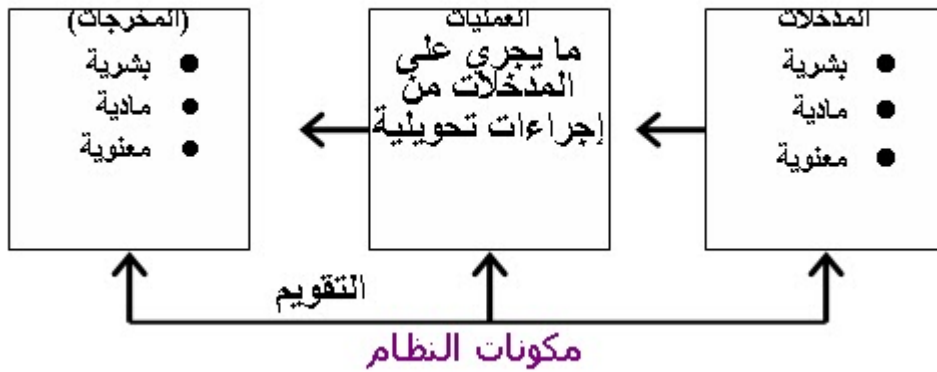 المدخلات
● بشرية
● مادية
● معنوية
العمليات
ما يجرى على
المدخلات من
إجراءات تحويلية
(المخرجات)
● بشرية
● مادية
● معنوية
التقويم
مكونات النظام